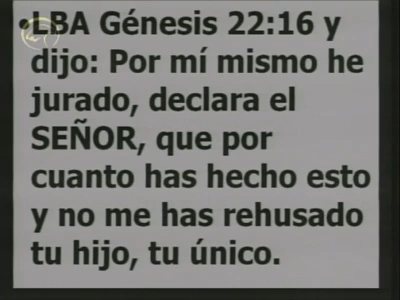 •LBA Génesis 22:16 y
dijo: Por mí mismo he
jurado, declara el
SEÑOR, que por
cuanto has hecho esto
y no me has rehusado
tu hijo, tu único.